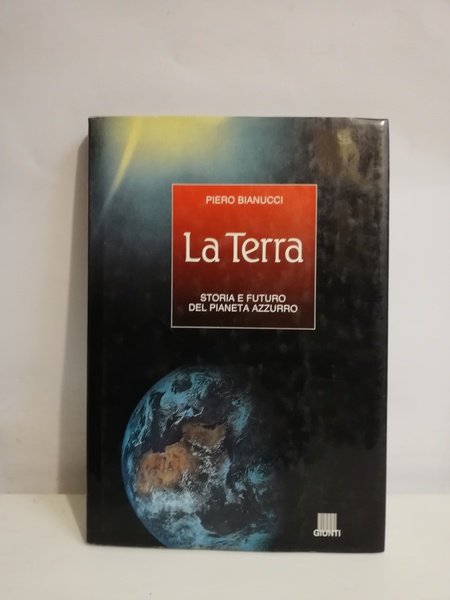 PIERO BIANUCCI
La Terra
STORIA E FUTURO
DEL PIANETA AZZURRO
GIUNTI